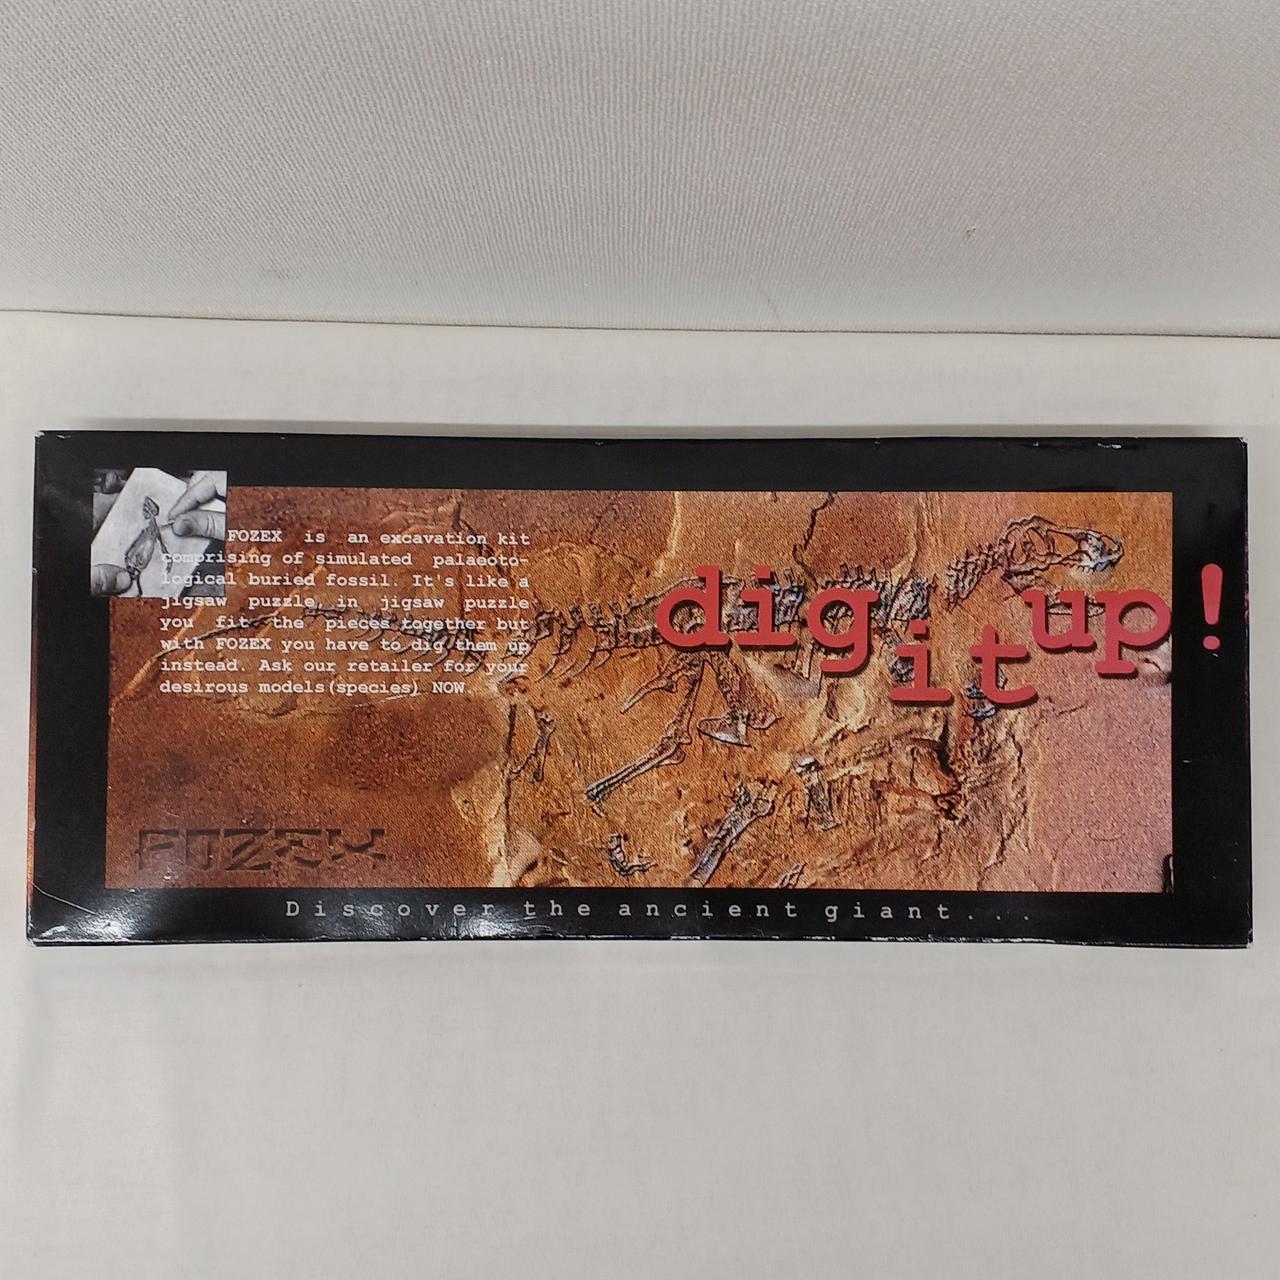 FOZEX is an excavation kit
comprising of simulated palaeoto-
logical buried fossil. It's like a
jigsaw puzzle in jigsaw puzzle
you fit the pieces together but
with FOZEX you have to dig them up
instead. Ask our retailer for your
desirous models(species) NOW.
dig it up!
FOZEX
Discover the ancient giant...